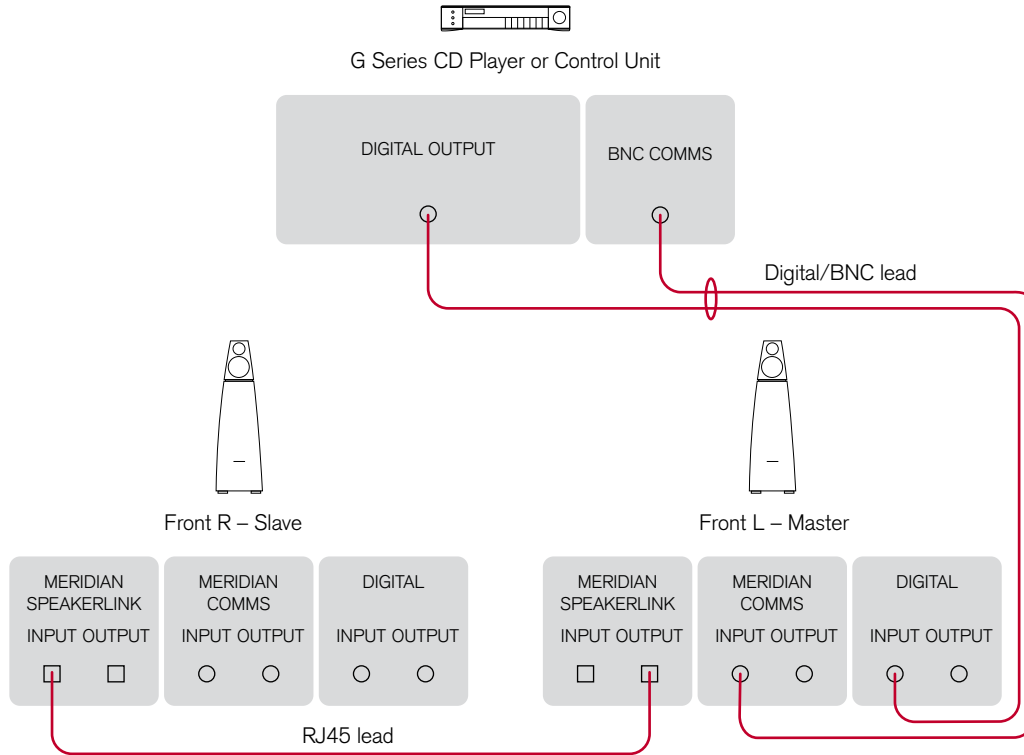 G Series CD Player or Control Unit
DIGITAL OUTPUT
BNC COMMS
Digital/BNC lead
Front R – Slave
Front L – Master
MERIDIAN
SPEAKERLINK
INPUT OUTPUT
MERIDIAN
COMMS
INPUT OUTPUT
DIGITAL
INPUT OUTPUT
MERIDIAN
SPEAKERLINK
INPUT OUTPUT
MERIDIAN
COMMS
INPUT OUTPUT
DIGITAL
INPUT OUTPUT
RJ45 lead